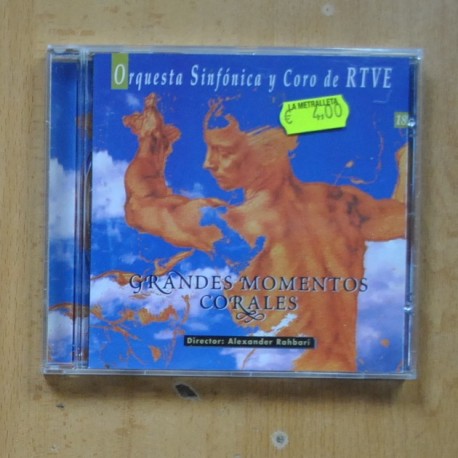 Orquesta Sinfónica y Coro de RTVE
LA METRALLETA
€ 4.00
GRANDES MOMENTOS
CORALES
Director: Alexander Rahbari